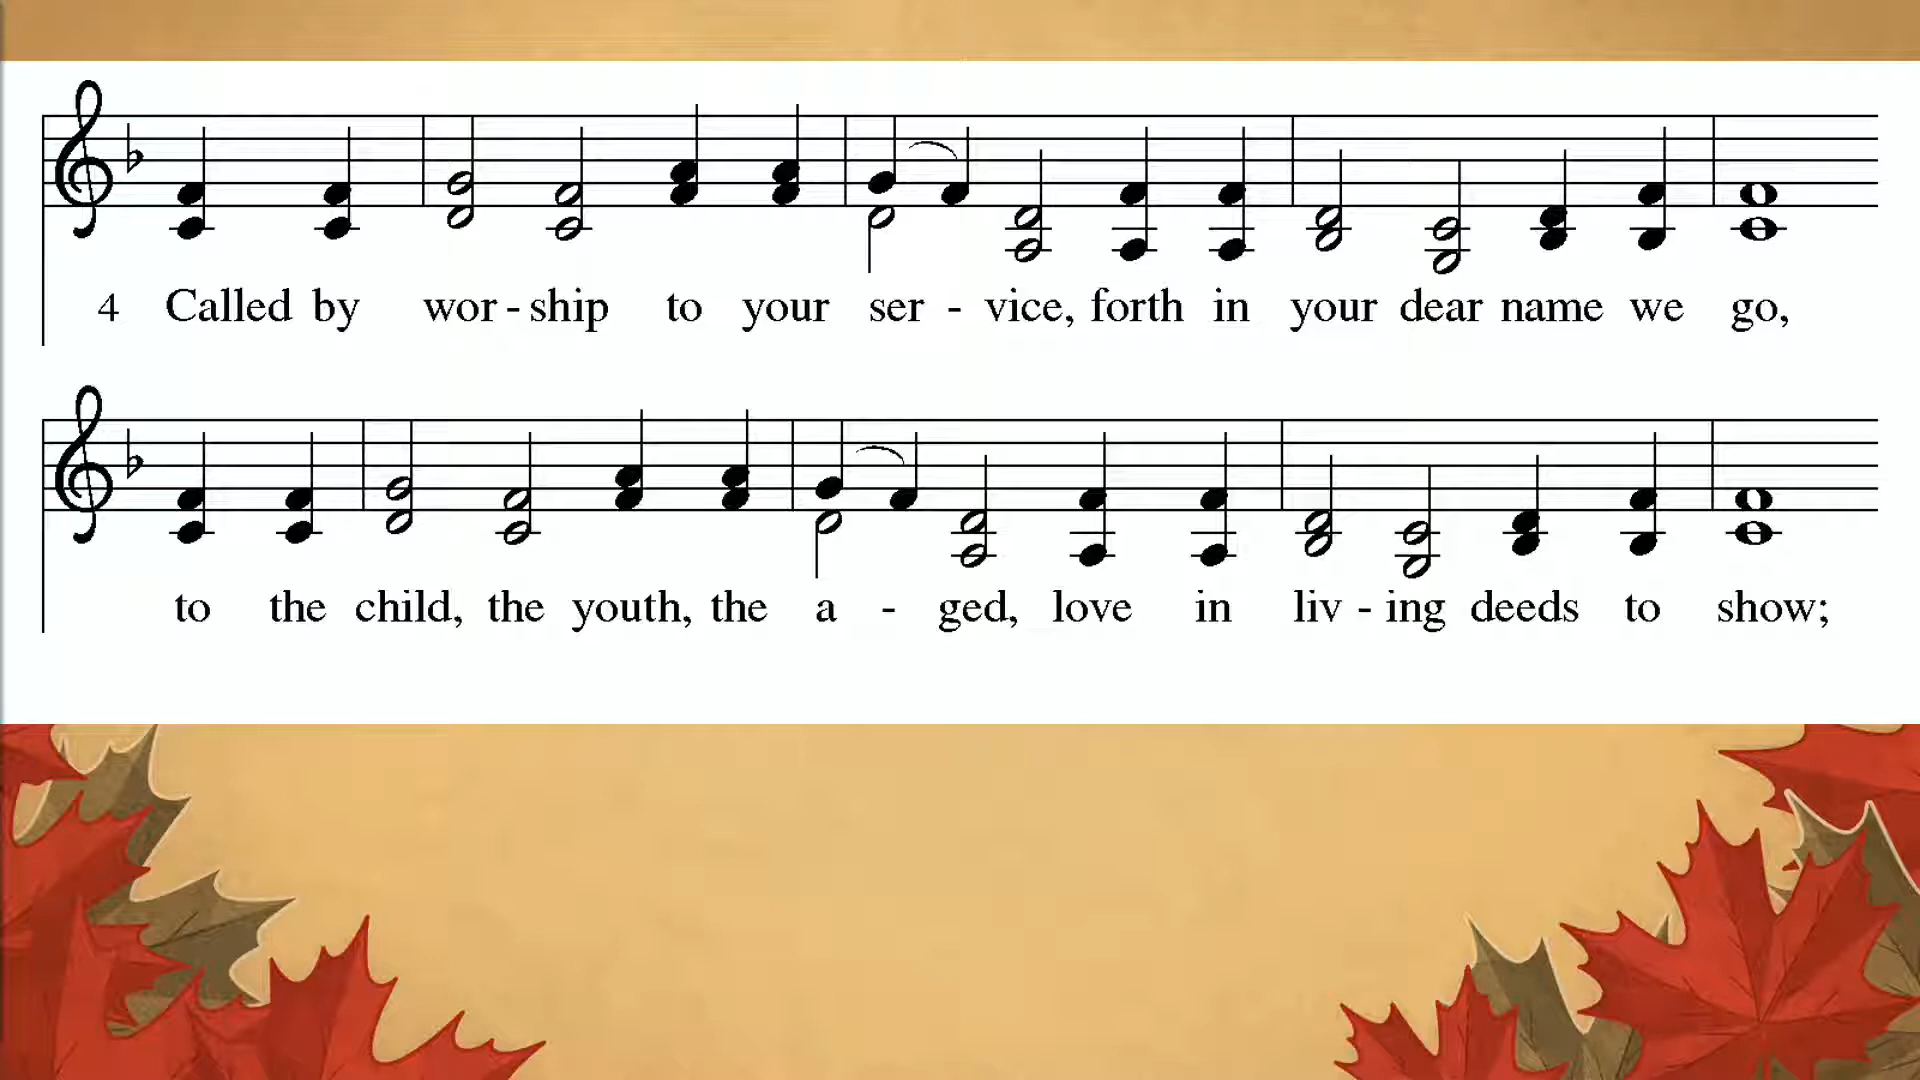 4 Called by wor - ship to your ser - vice, forth in your dear name we go,
to the child, the youth, the a - ged, love in liv - ing deeds to show;